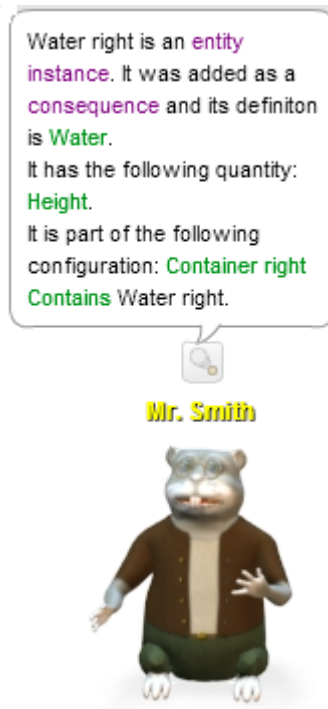 Water right is an entity
instance. It was added as a
consequence and its definiton
is Water.
It has the following quantity:
Height.
It is part of the following
configuration: Container right
Contains Water right.
Mr. Smith